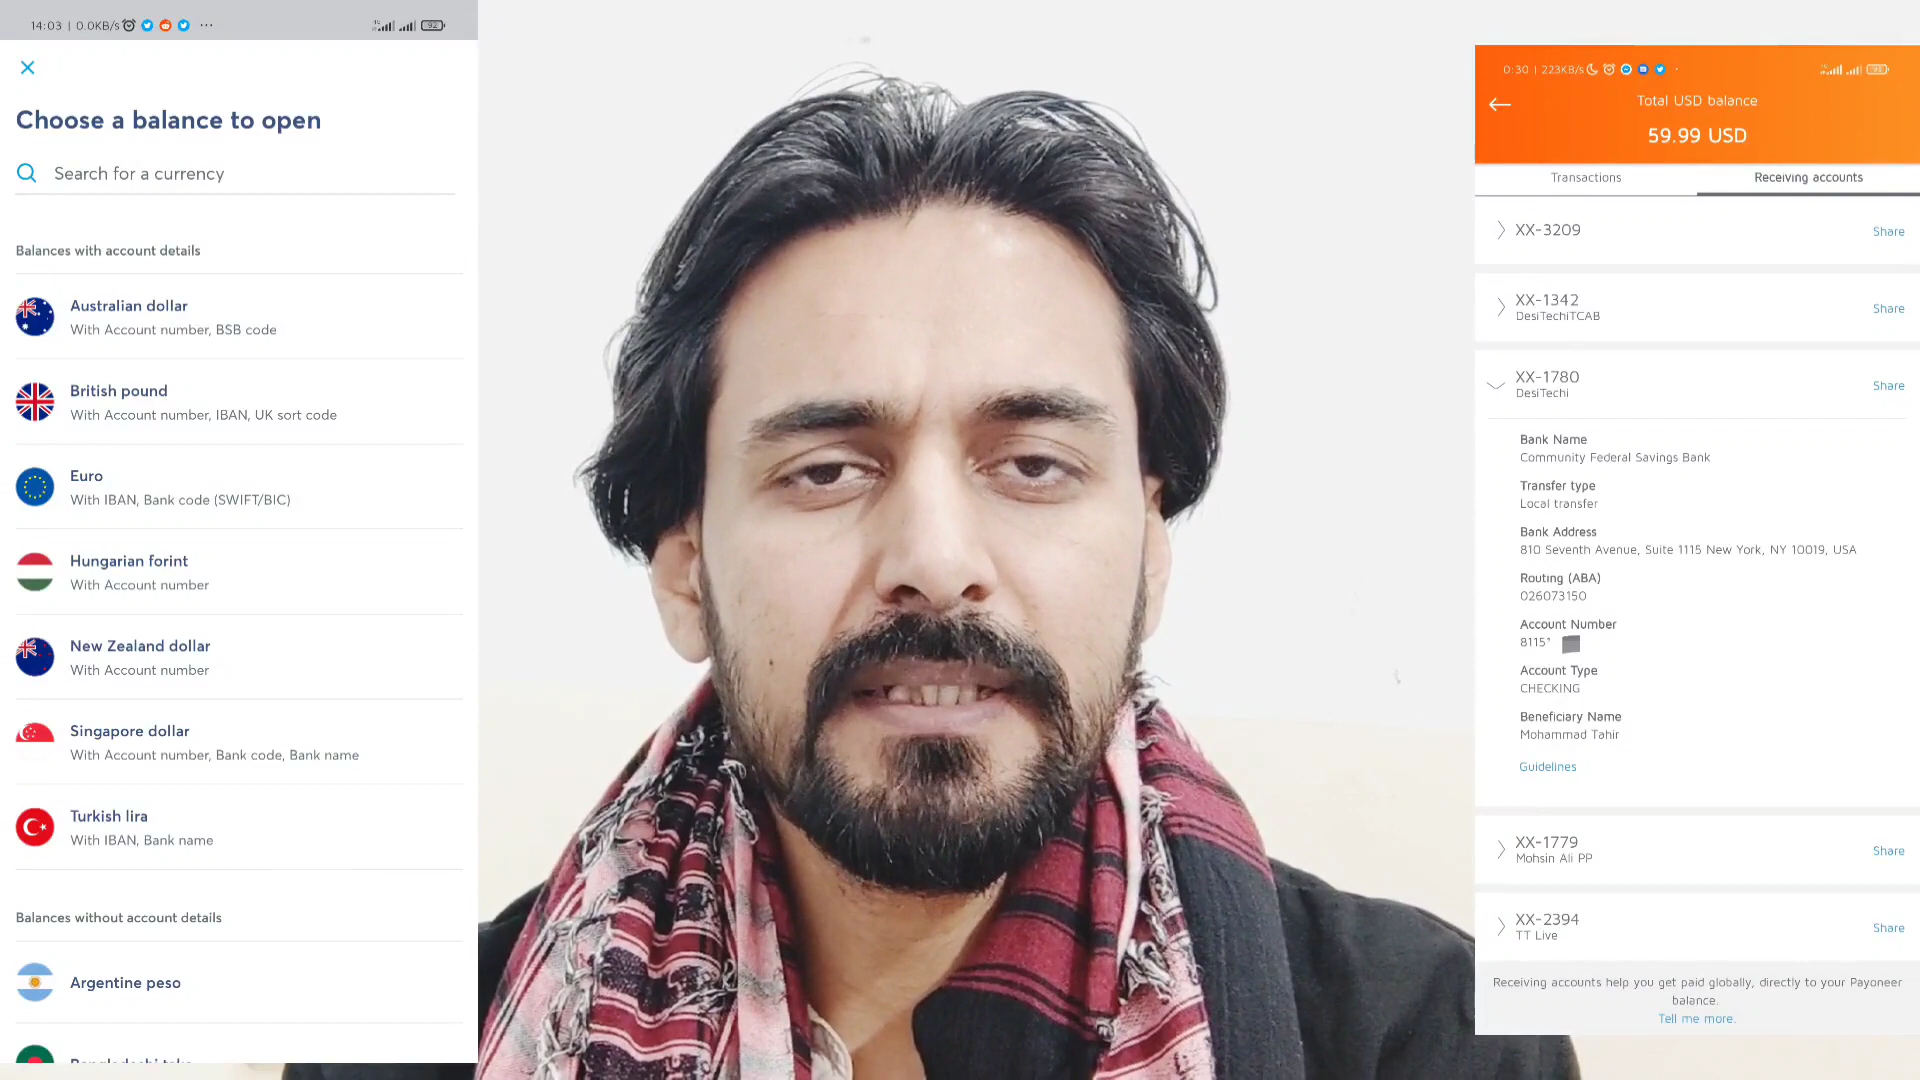 14:03 | 0.0KB/s
92
Choose a balance to open
Search for a currency
Balances with account details
Australian dollar
With Account number, BSB code
British pound
With Account number, IBAN, UK sort code
Euro
With IBAN, Bank code (SWIFT/BIC)
Hungarian forint
With Account number
New Zealand dollar
With Account number
Singapore dollar
With Account number, Bank code, Bank name
Turkish lira
With IBAN, Bank name
Balances without account details
Argentine peso
0:30 | 223KB/s
Total USD balance
59.99 USD
Transactions
Receiving accounts
XX-3209
Share
XX-1342
DesiTechiTCAB
Share
XX-1780
DesiTechi
Share
Bank Name
Community Federal Savings Bank
Transfer type
Local transfer
Bank Address
810 Seventh Avenue, Suite 1115 New York, NY 10019, USA
Routing (ABA)
026073150
Account Number
8115*
Account Type
CHECKING
Beneficiary Name
Mohammad Tahir
Guidelines
XX-1779
Mohsin Ali PP
Share
XX-2394
TT Live
Share
Receiving accounts help you get paid globally, directly to your Payoneer
balance.
Tell me more.